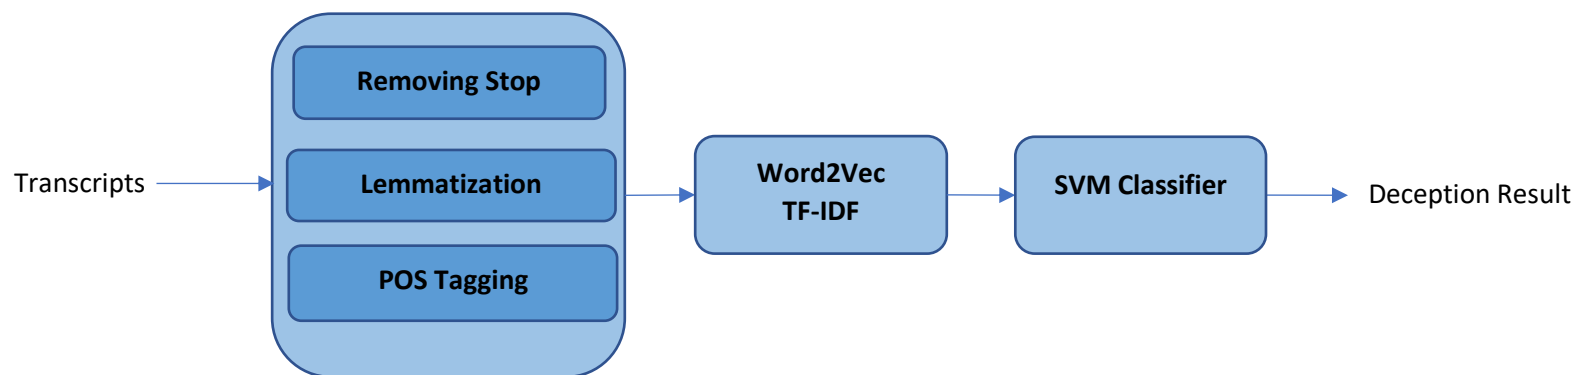 Transcripts
Removing Stop
Lemmatization
POS Tagging
Word2Vec
TF-IDF
SVM Classifier
Deception Result